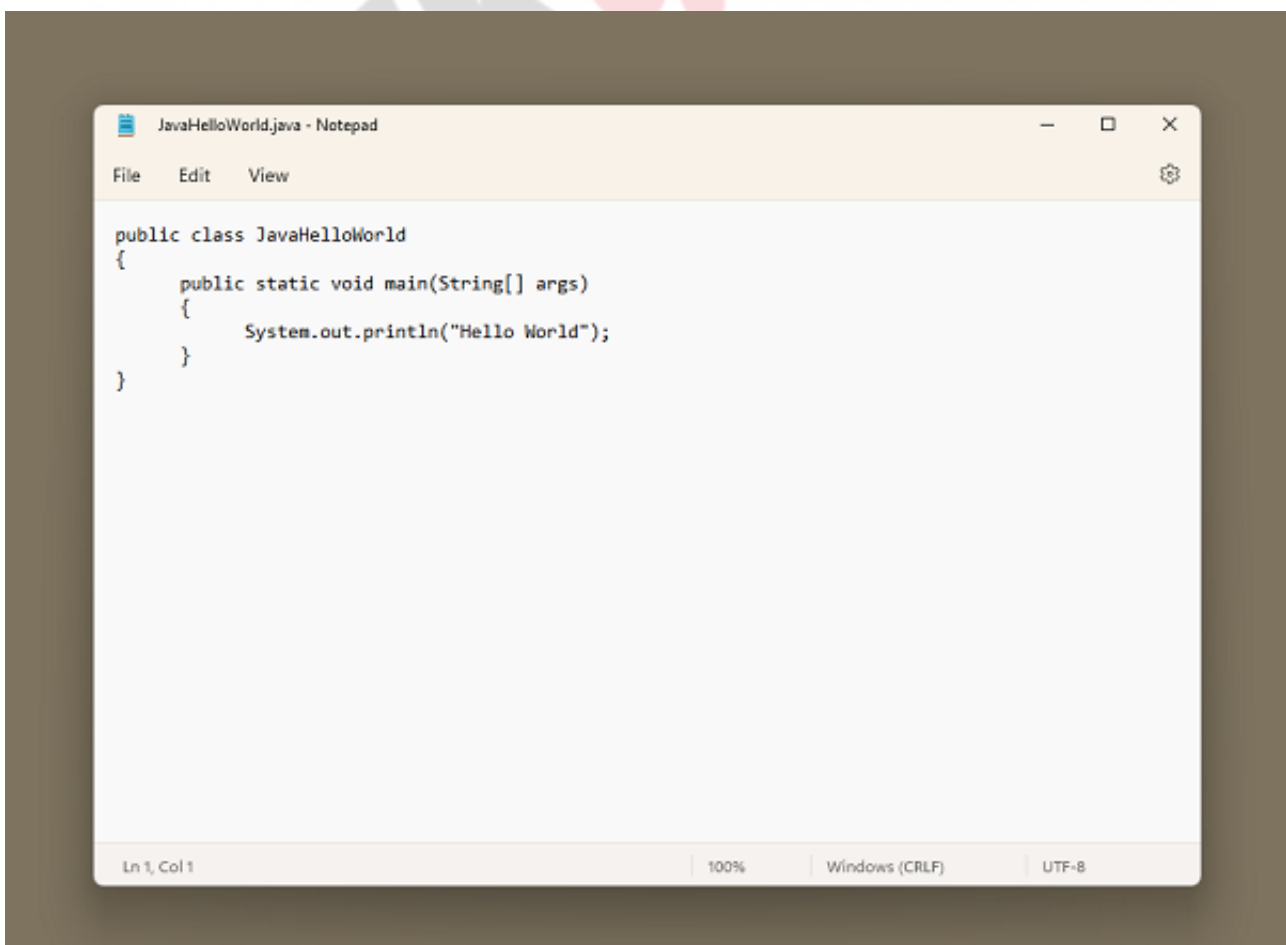 JavaHelloWorld.java - Notepad
File Edit View
public class JavaHelloWorld
{
public static void main(String[] args)
{
System.out.println("Hello World");
}
}
Ln 1, Col 1 100% Windows (CRLF) UTF-8